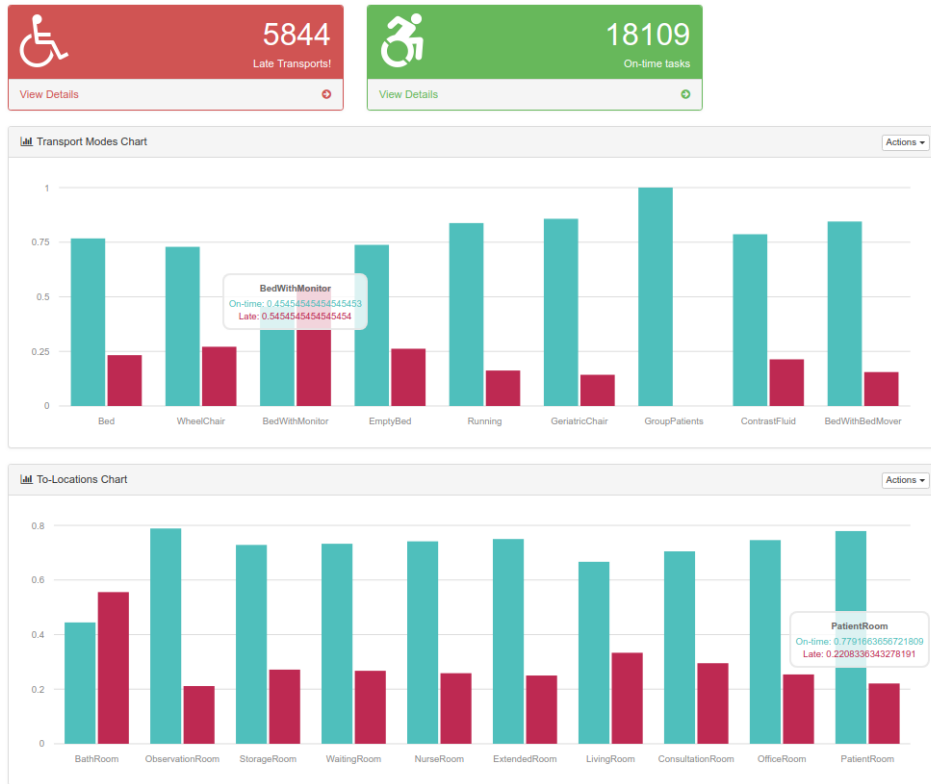 5844
Late Transports!
View Details
18109
On-time tasks
View Details
Transport Modes Chart
Actions
1
0.75
0.5
0.25
0
BedWithMonitor
On-time: 0.45454545454545453
Late: 0.5454545454545454
Bed WheelChair BedWithMonitor EmptyBed Running GeriatricChair GroupPatients ContrastFluid BedWithBedMover
To-Locations Chart
Actions
0.8
0.6
0.4
0.2
0
PatientRoom
On-time: 0.7791663656721809
Late: 0.2208336343278191
BathRoom ObservationRoom StorageRoom WaitingRoom NurseRoom ExtendedRoom LivingRoom ConsultationRoom OfficeRoom PatientRoom